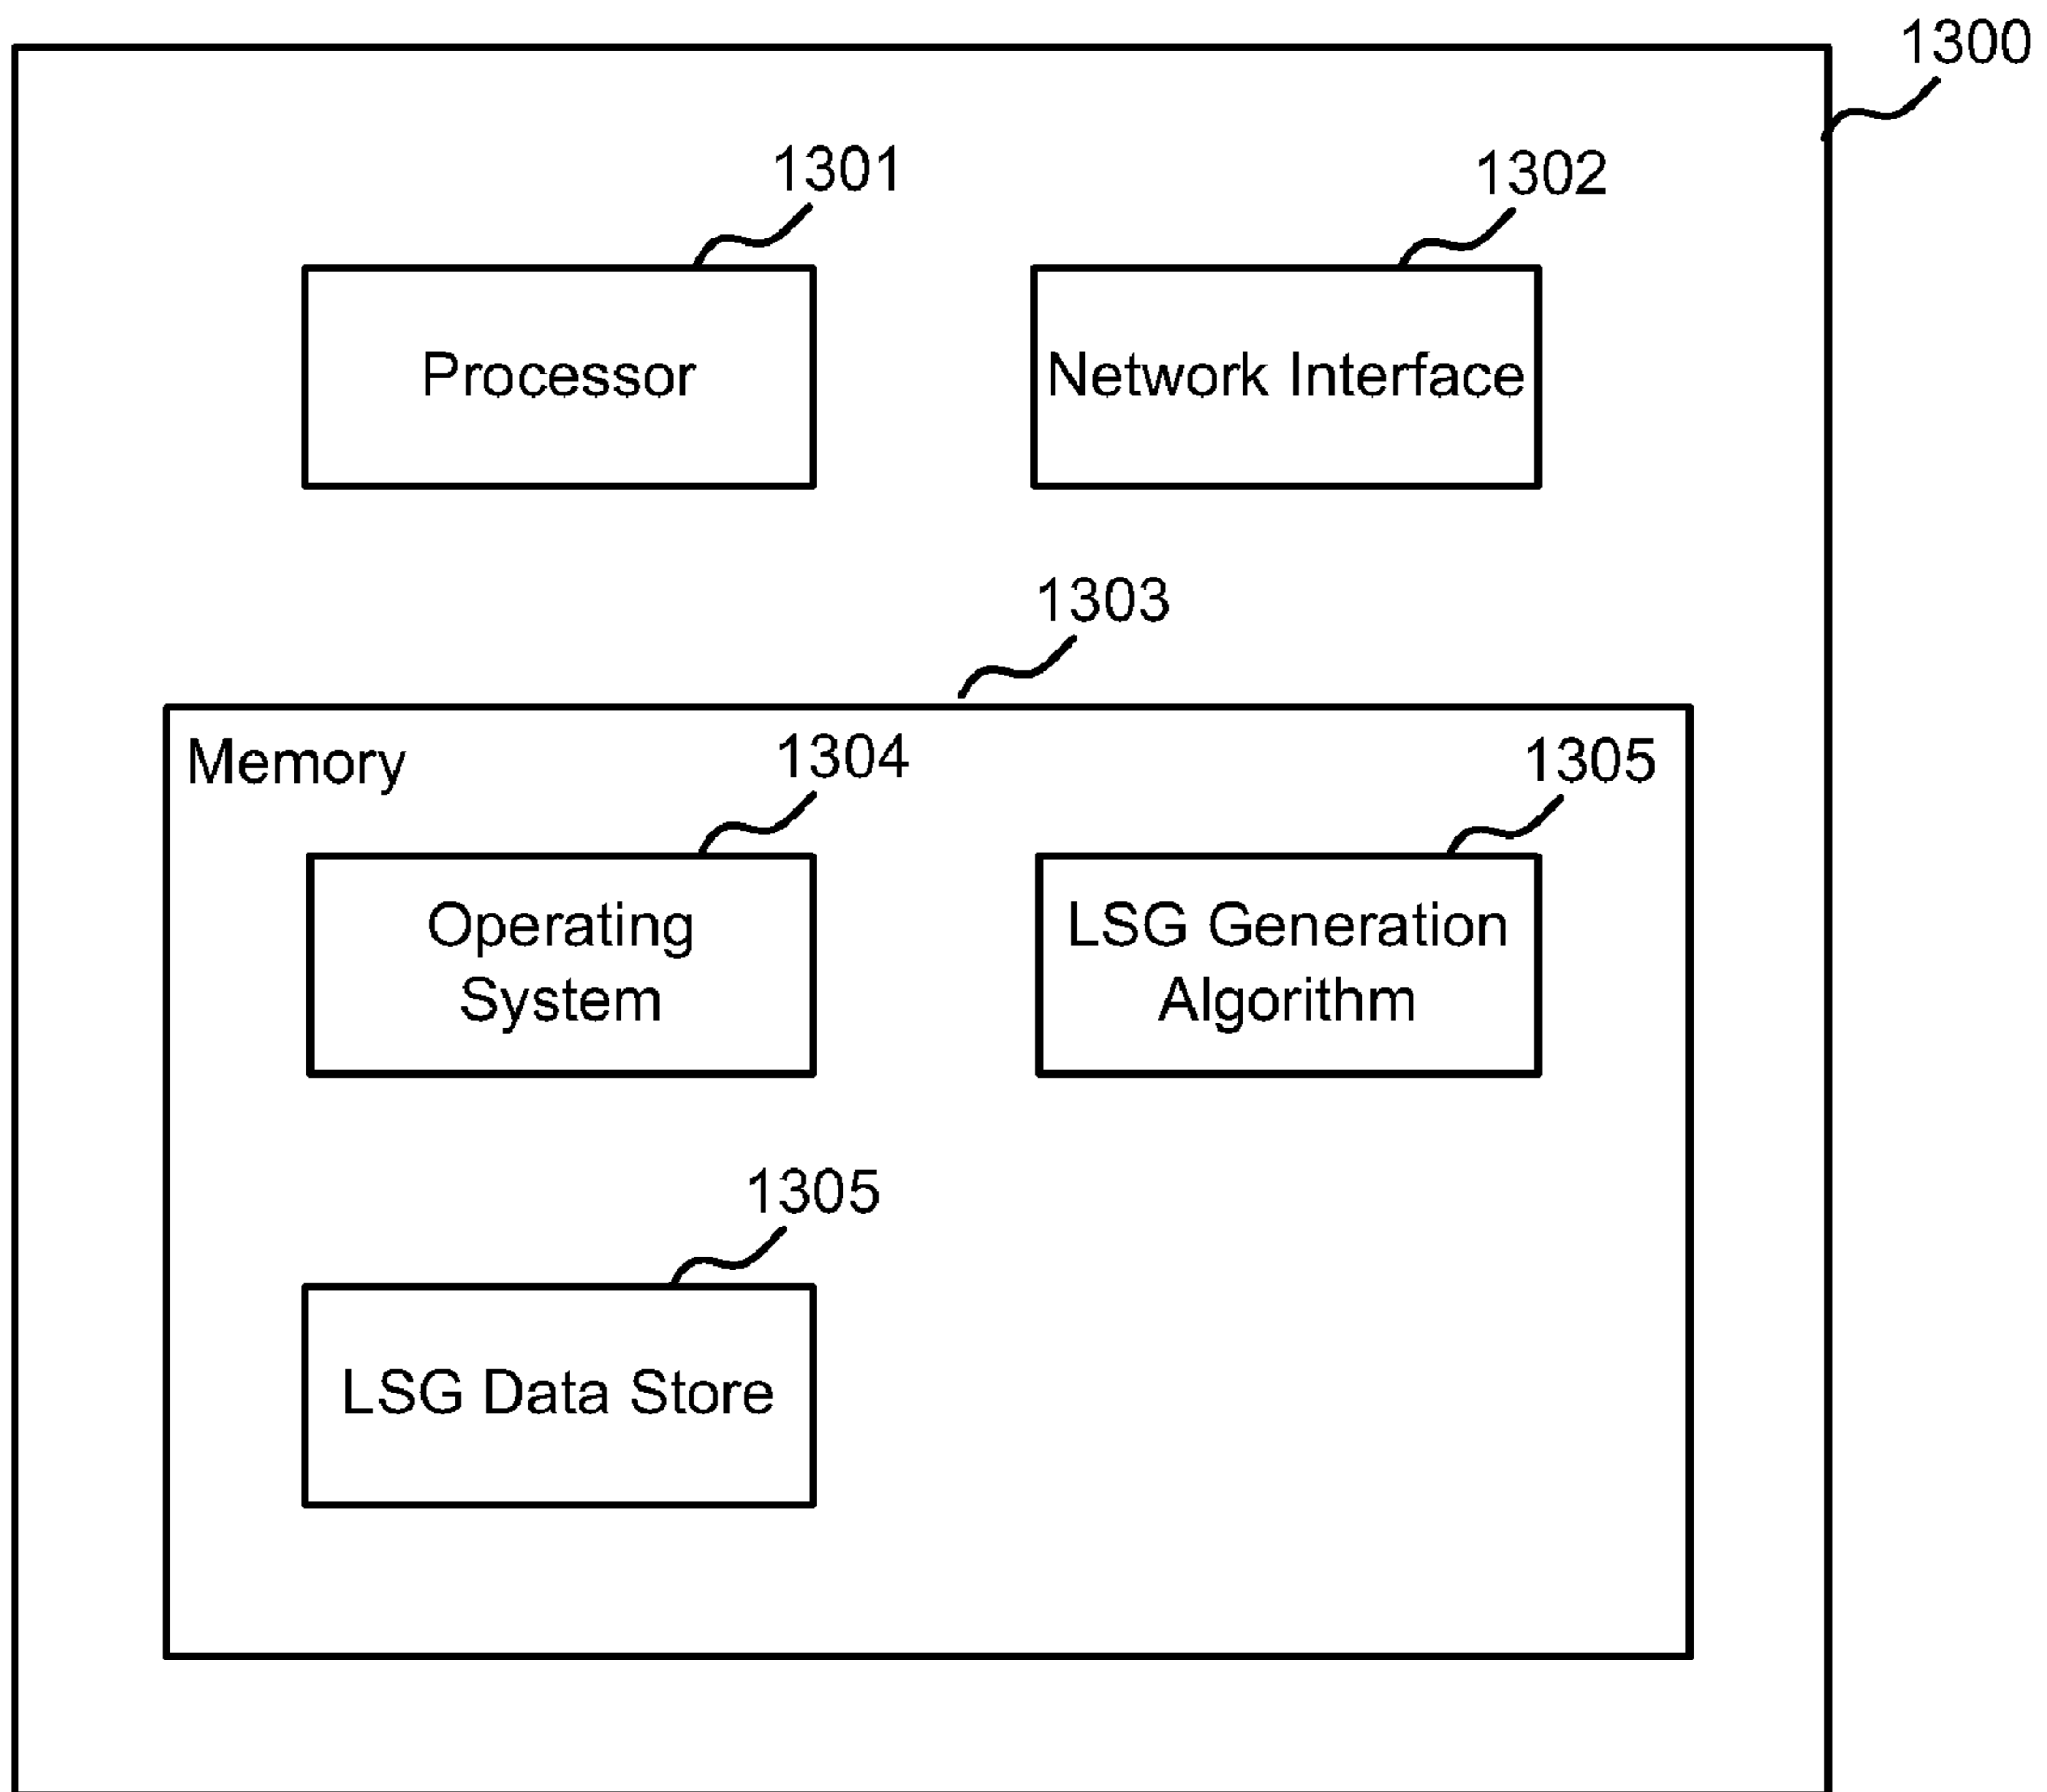 1300
1301
1302
Processor
Network Interface
1303
Memory
1304
1305
Operating
System
LSG Generation
Algorithm
1305
LSG Data Store